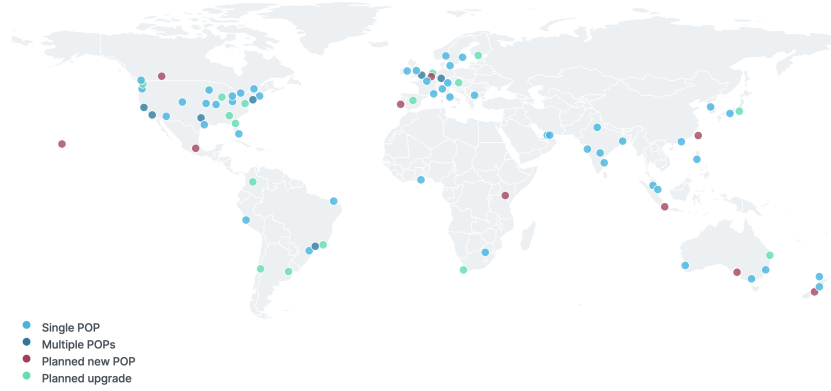 Single POP
Multiple POPs
Planned new POP
Planned upgrade